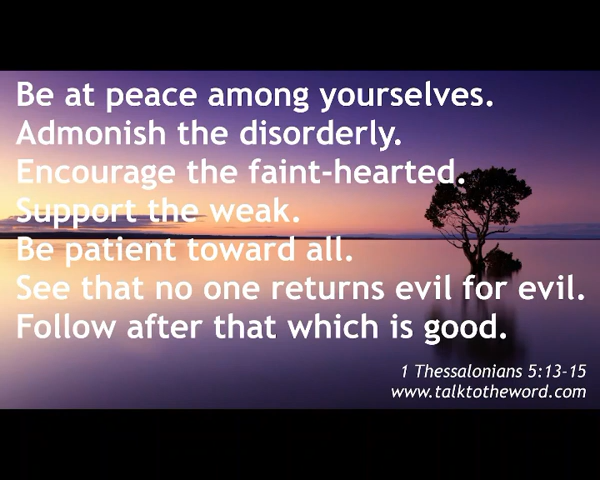 Be at peace among yourselves.
Admonish the disorderly.
Encourage the faint-hearted.
Support the weak.
Be patient toward all.
See that no one returns evil for evil.
Follow after that which is good.
1 Thessalonians 5:13-15
www.talktotheword.com